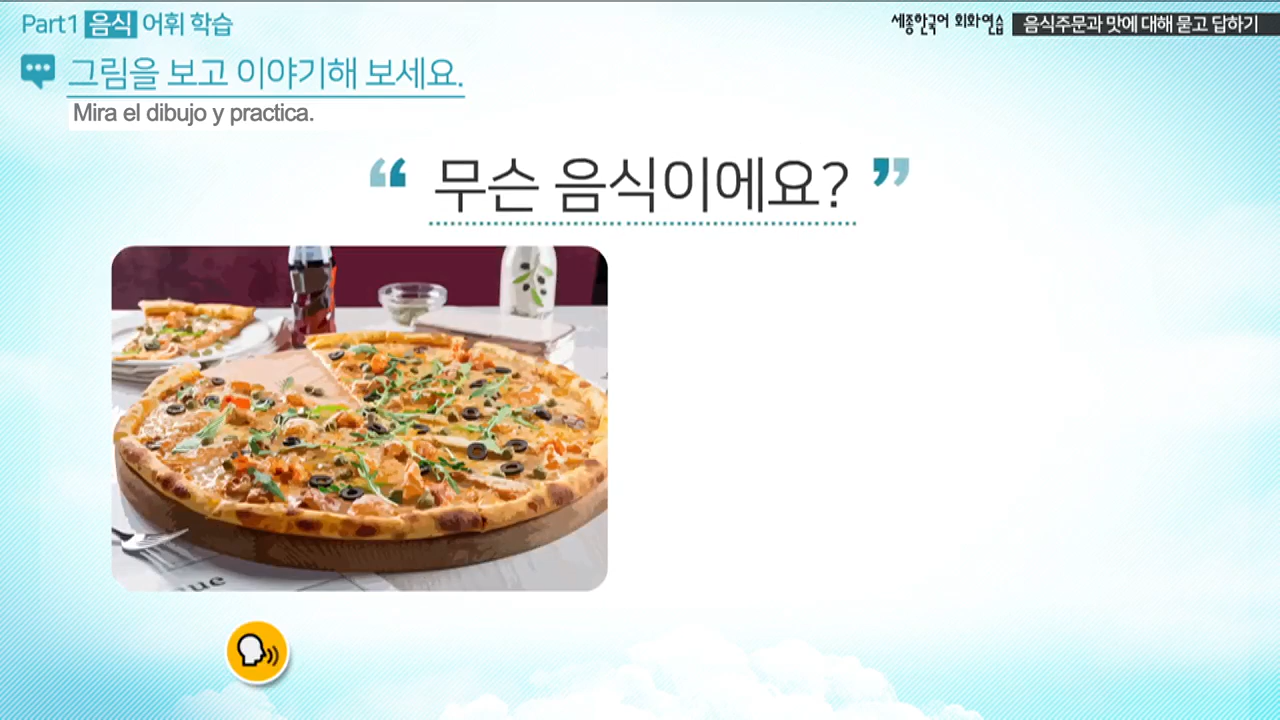 Part1 음식 어휘 학습
세종한국어 회화연습 음식주문과 맛에 대해 묻고 답하기
그림을 보고 이야기해 보세요.
Mira el dibujo y practica.
“ 무슨 음식이에요? ”